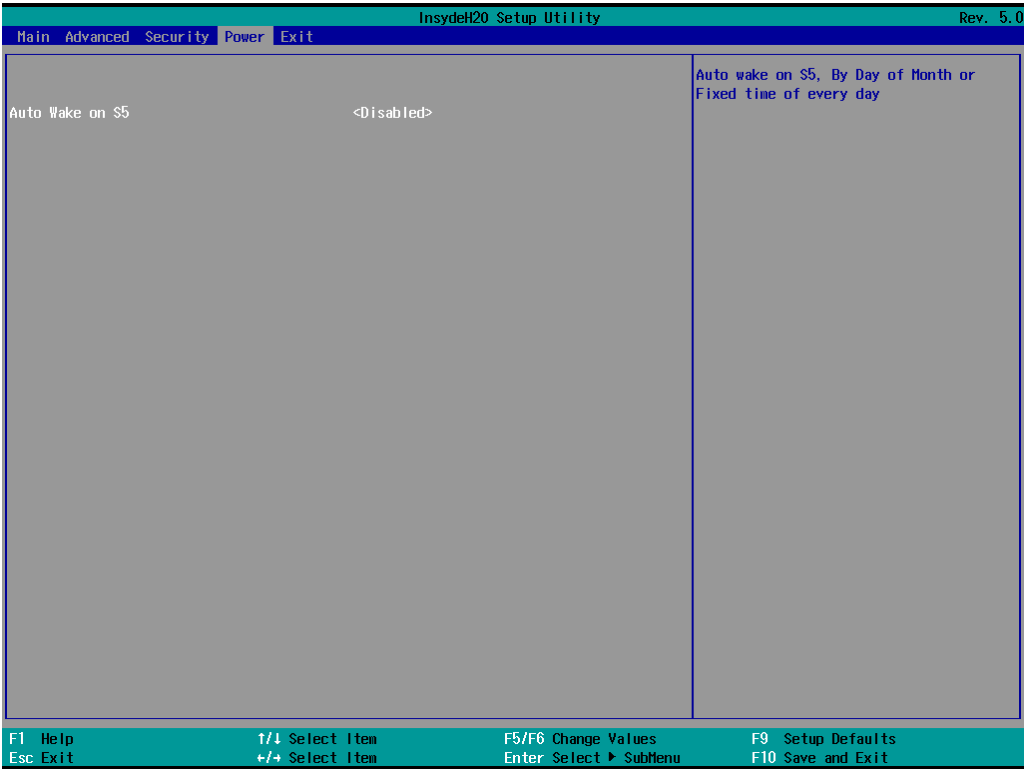 InsydeH20 Setup Utility Rev. 5.0
Main Advanced Security Power Exit
Auto Wake on S5 <Disabled>
Auto wake on S5, By Day of Month or
Fixed time of every day
F1 Help ↑/↓ Select Item F5/F6 Change Values F9 Setup Defaults
Esc Exit ←/→ Select Item Enter Select ▶ SubMenu F10 Save and Exit